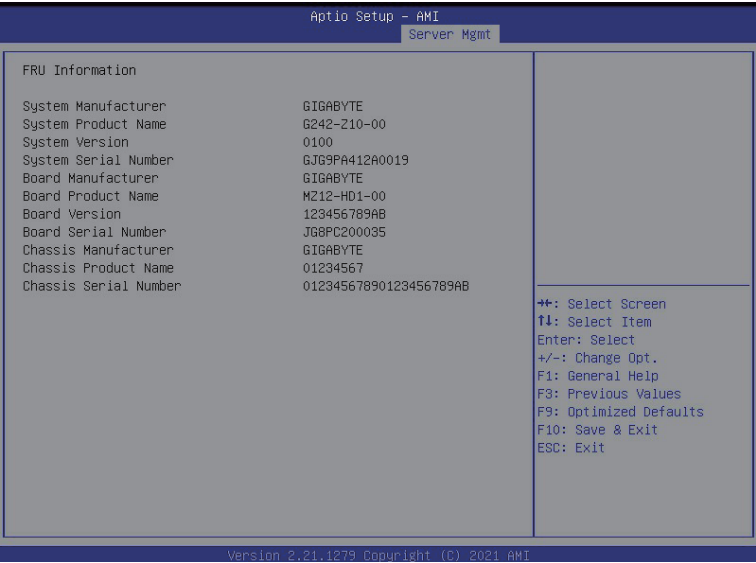 Aptio Setup – AMI
Server Mgmt
FRU Information
System Manufacturer GIGABYTE
System Product Name G242-Z10-00
System Version 0100
System Serial Number GJG9PA412A0019
Board Manufacturer GIGABYTE
Board Product Name MZ12-HD1-00
Board Version 123456789AB
Board Serial Number JG8PC200035
Chassis Manufacturer GIGABYTE
Chassis Product Name 01234567
Chassis Serial Number 01234567890123456789AB
→←: Select Screen
↑↓: Select Item
Enter: Select
+/-: Change Opt.
F1: General Help
F3: Previous Values
F9: Optimized Defaults
F10: Save & Exit
ESC: Exit
Version 2.21.1279 Copyright (C) 2021 AMI